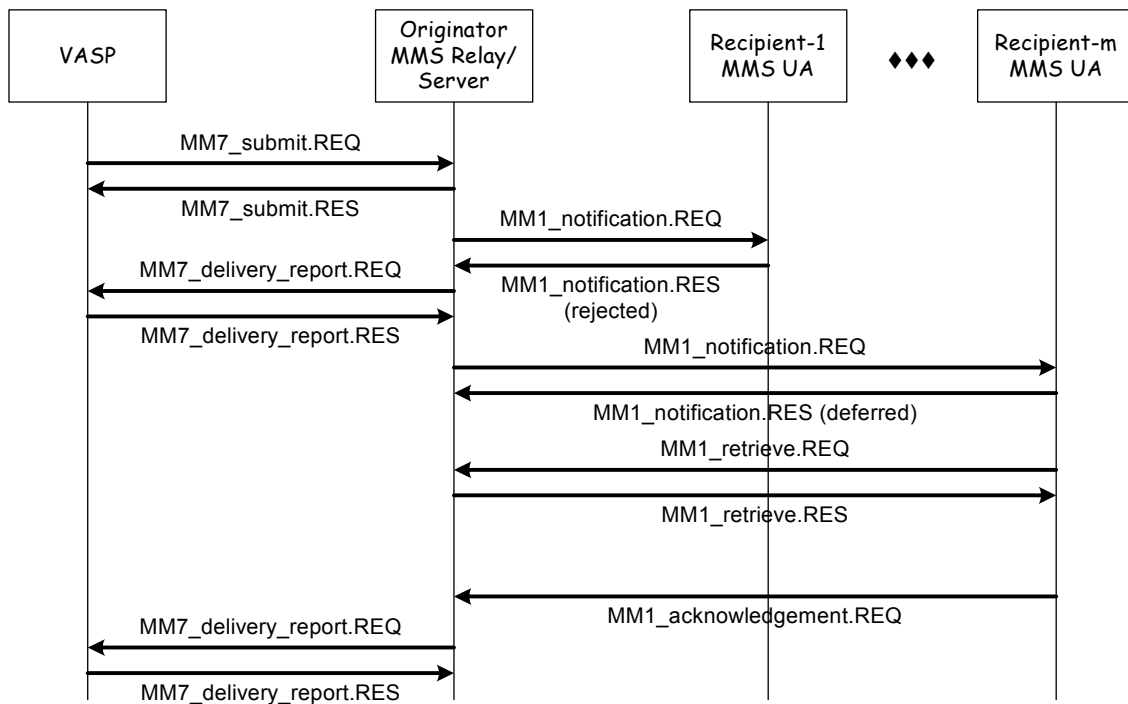 VASP
Originator
MMS Relay/
Server
Recipient-1
MMS UA
Recipient-m
MMS UA
MM7_submit.REQ
MM7_submit.RES
MM1_notification.REQ
MM7_delivery_report.REQ
MM1_notification.RES
(rejected)
MM7_delivery_report.RES
MM1_notification.REQ
MM1_notification.RES (deferred)
MM1_retrieve.REQ
MM1_retrieve.RES
MM1_acknowledgement.REQ
MM7_delivery_report.REQ
MM7_delivery_report.RES